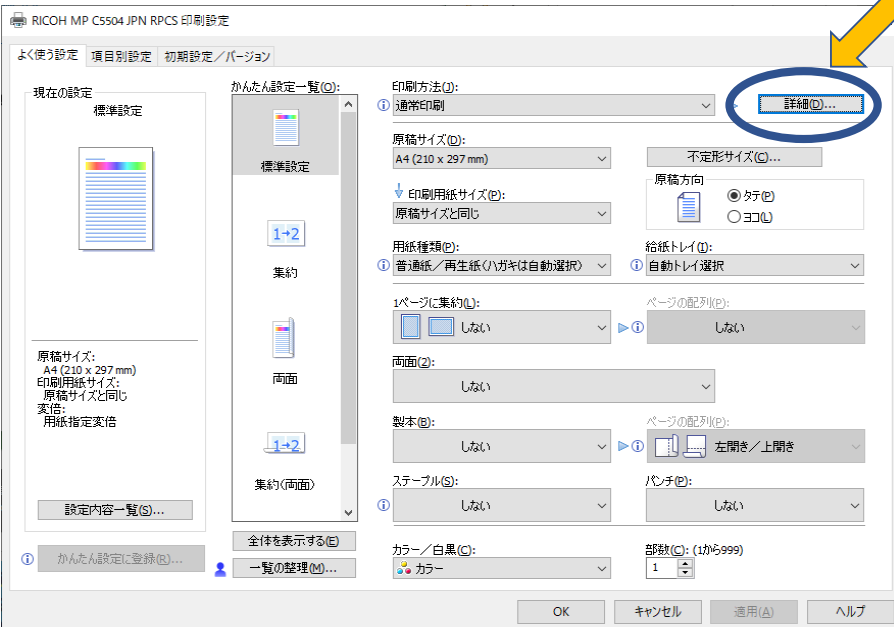 RICOH MP C5504 JPN RPCS 印刷設定
よく使う設定 項目別設定 初期設定／バージョン
現在の設定
標準設定
原稿サイズ:
A4 (210 x 297 mm)
印刷用紙サイズ:
原稿サイズと同じ
変倍:
用紙指定変倍
設定内容一覧(S)...
かんたん設定に登録(R)...
かんたん設定一覧(O):
標準設定
1→2
集約
両面
1→2
集約(両面)
全体を表示する(E)
一覧の整理(M)...
印刷方法(J):
通常印刷
詳細(D)...
原稿サイズ(D):
A4 (210 x 297 mm)
不定形サイズ(C)...
印刷用紙サイズ(P):
原稿サイズと同じ
原稿方向
タテ(P)
ヨコ(L)
用紙種類(P):
普通紙／再生紙(ハガキは自動選択)
給紙トレイ(I):
自動トレイ選択
1ページに集約(L):
しない
ページの配列(P):
しない
両面(2):
しない
製本(B):
しない
ページの配列(P):
左開き／上開き
ステープル(S):
しない
パンチ(P):
しない
カラー／白黒(C):
カラー
部数(C): (1から999)
1
OK キャンセル 適用(A) ヘルプ